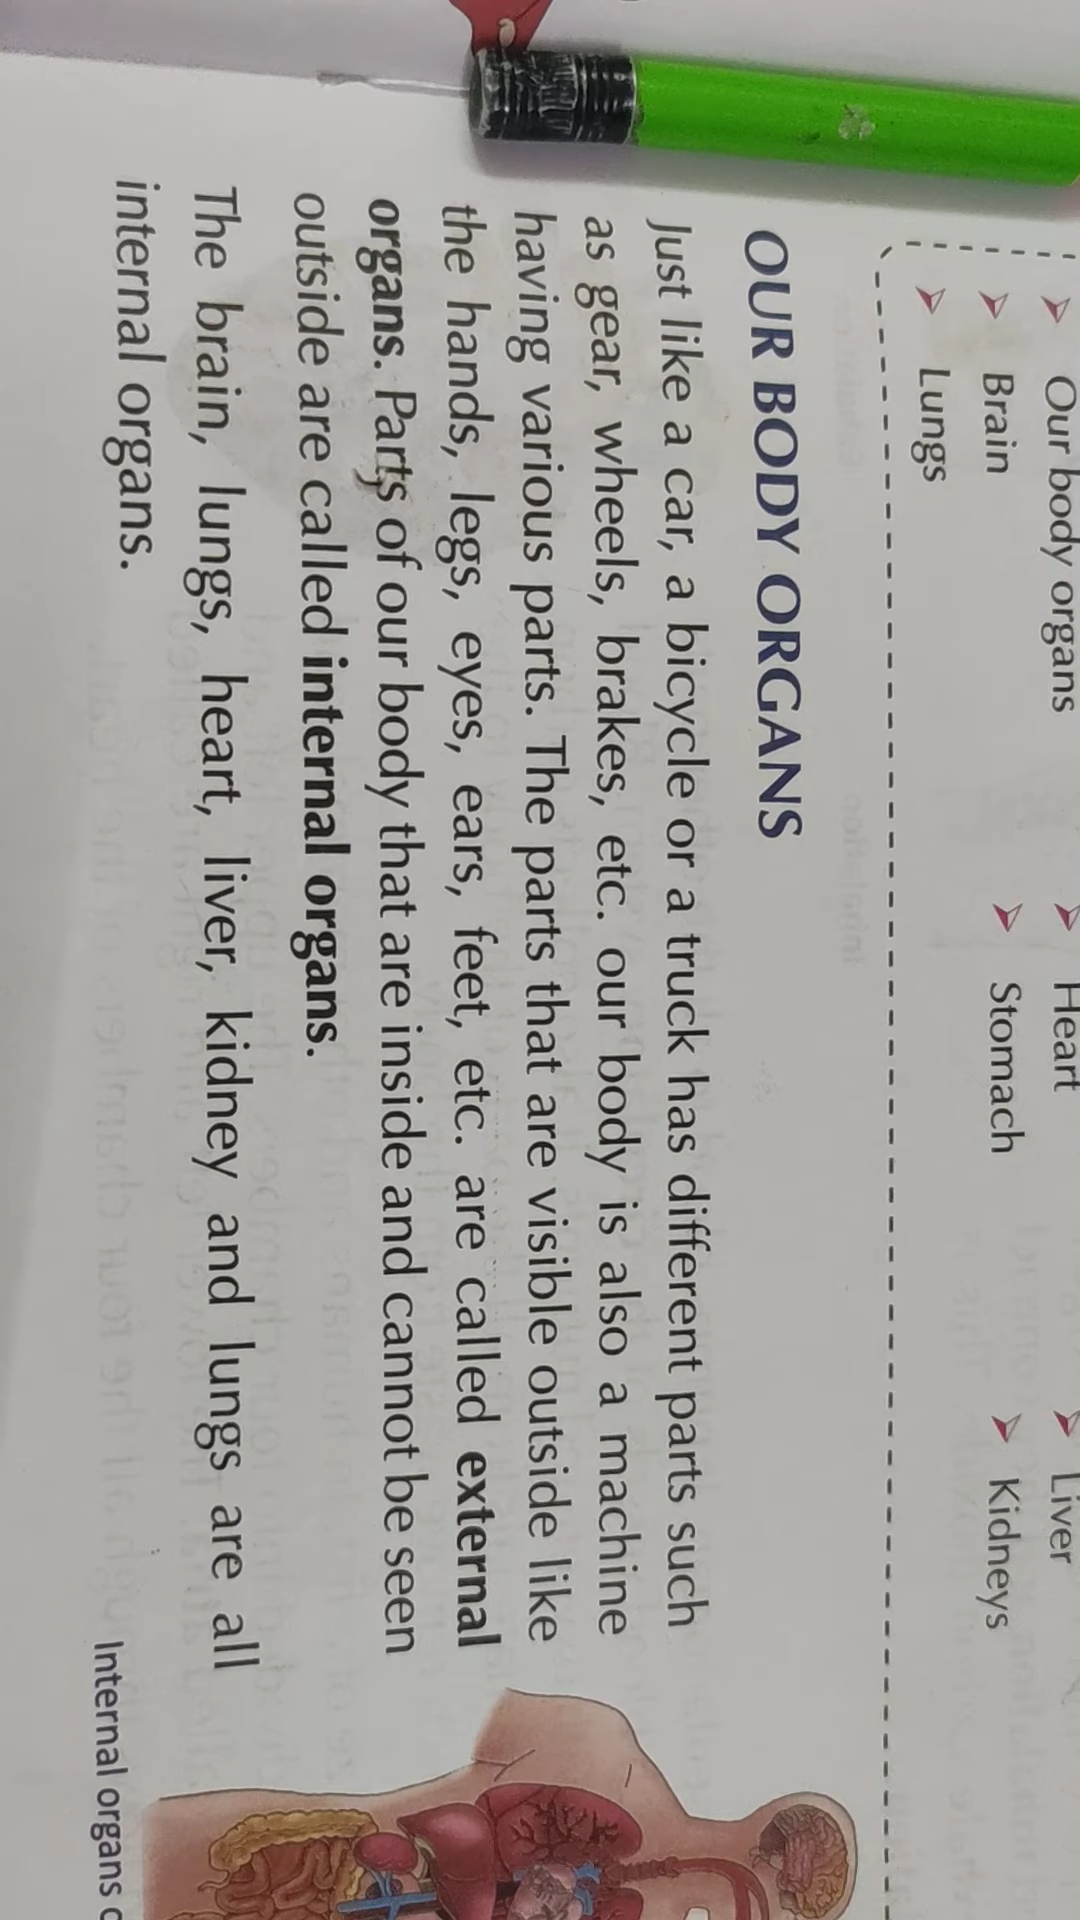 Our body organs Heart Liver
Brain Stomach Kidneys
Lungs
OUR BODY ORGANS
Just like a car, a bicycle or a truck has different parts such
as gear, wheels, brakes, etc. our body is also a machine
having various parts. The parts that are visible outside like
the hands, legs, eyes, ears, feet, etc. are called external
organs. Parts of our body that are inside and cannot be seen
outside are called internal organs.
The brain, lungs, heart, liver, kidney and lungs are all
internal organs.
Internal organs